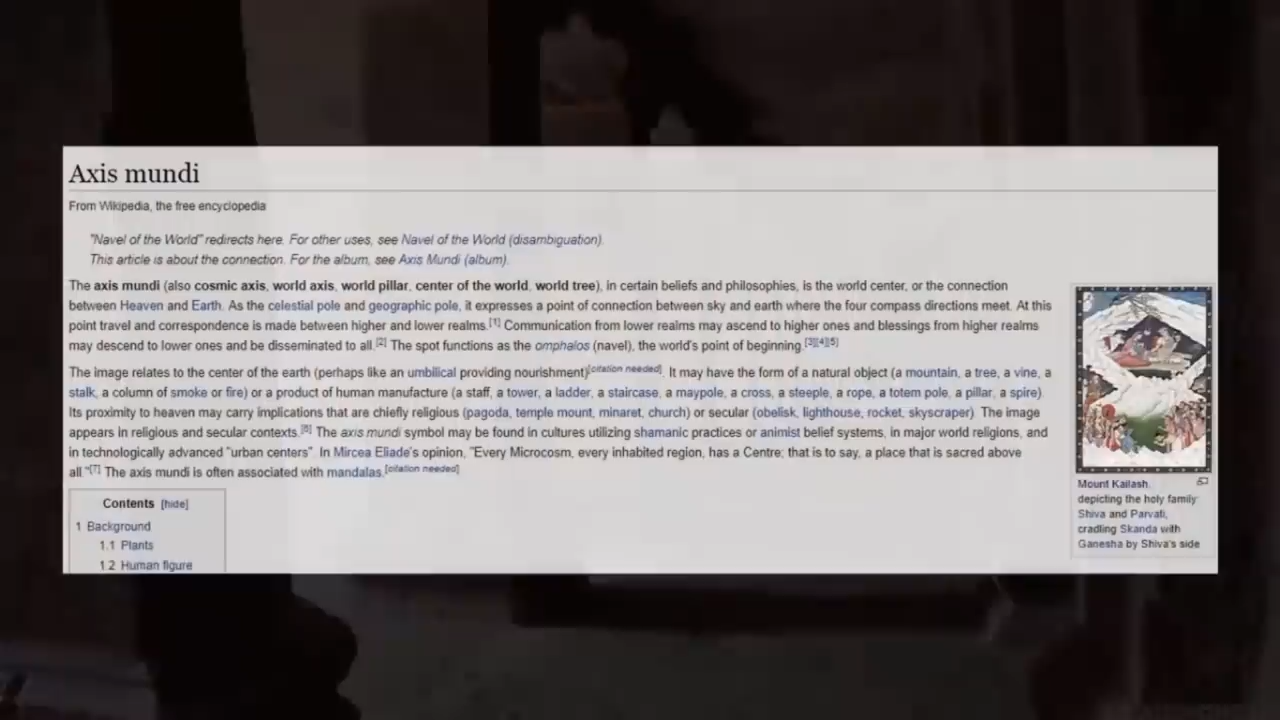 Axis mundi
From Wikipedia, the free encyclopedia
"Navel of the World" redirects here. For other uses, see Navel of the World (disambiguation).
This article is about the connection. For the album, see Axis Mundi (album).
The axis mundi (also cosmic axis, world axis, world pillar, center of the world, world tree), in certain beliefs and philosophies, is the world center, or the connection
between Heaven and Earth. As the celestial pole and geographic pole, it expresses a point of connection between sky and earth where the four compass directions meet. At this
point travel and correspondence is made between higher and lower realms.[1] Communication from lower realms may ascend to higher ones and blessings from higher realms
may descend to lower ones and be disseminated to all.[2] The spot functions as the omphalos (navel), the world's point of beginning.[3][4][5]
The image relates to the center of the earth (perhaps like an umbilical providing nourishment)[citation needed]. It may have the form of a natural object (a mountain, a tree, a vine, a
stalk, a column of smoke or fire) or a product of human manufacture (a staff, a tower, a ladder, a staircase, a maypole, a cross, a steeple, a rope, a totem pole, a pillar, a spire).
Its proximity to heaven may carry implications that are chiefly religious (pagoda, temple mount, minaret, church) or secular (obelisk, lighthouse, rocket, skyscraper). The image
appears in religious and secular contexts.[6] The axis mundi symbol may be found in cultures utilizing shamanic practices or animist belief systems, in major world religions, and
in technologically advanced "urban centers". In Mircea Eliade's opinion, "Every Microcosm, every inhabited region, has a Centre; that is to say, a place that is sacred above
all."[7] The axis mundi is often associated with mandalas.[citation needed]
Mount Kailash,
depicting the holy family:
Shiva and Parvati,
cradling Skanda with
Ganesha by Shiva's side
Contents [hide]
1 Background
1.1 Plants
1.2 Human figure